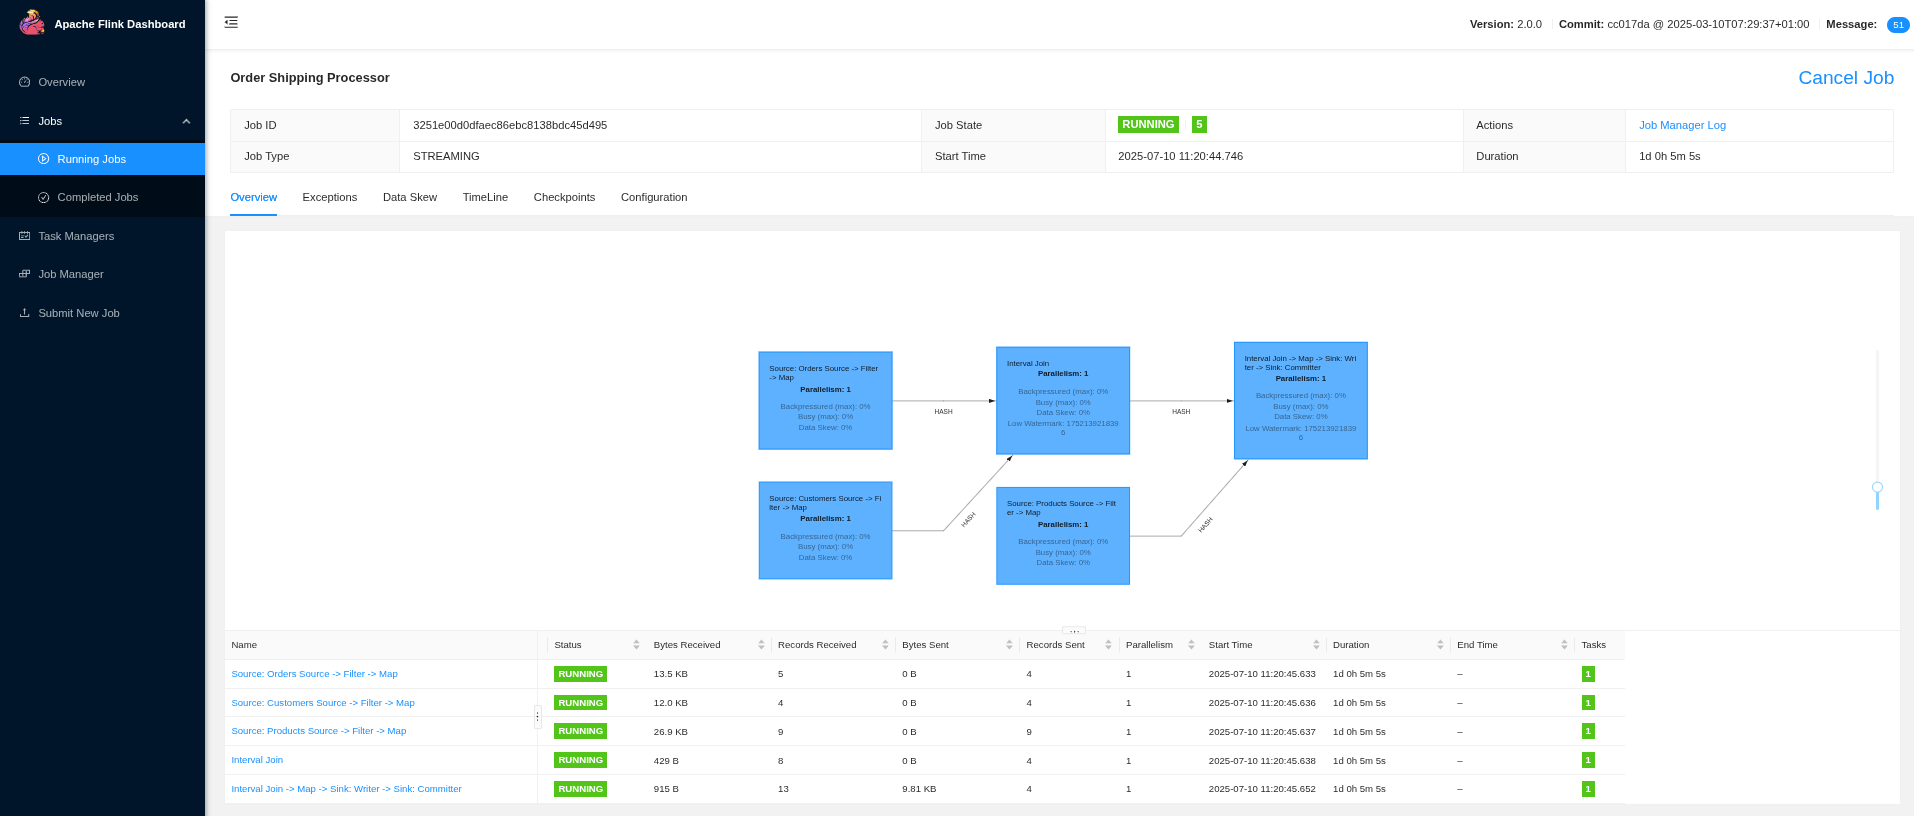 Apache Flink Dashboard
Version: 2.0.0 Commit: cc017da @ 2025-03-10T07:29:37+01:00 Message: 51
Overview
Jobs
Running Jobs
Completed Jobs
Task Managers
Job Manager
Submit New Job
Order Shipping Processor
Cancel Job
Job ID 3251e00d0dfaec86ebc8138bdc45d495 Job State RUNNING 5 Actions Job Manager Log
Job Type STREAMING Start Time 2025-07-10 11:20:44.746 Duration 1d 0h 5m 5s
Overview Exceptions Data Skew TimeLine Checkpoints Configuration
Source: Orders Source -> Filter
-> Map
Parallelism: 1
Backpressured (max): 0%
Busy (max): 0%
Data Skew: 0%
HASH
Interval Join
Parallelism: 1
Backpressured (max): 0%
Busy (max): 0%
Data Skew: 0%
Low Watermark: 175213921839
6
HASH
Interval Join -> Map -> Sink: Wri
ter -> Sink: Committer
Parallelism: 1
Backpressured (max): 0%
Busy (max): 0%
Data Skew: 0%
Low Watermark: 175213921839
6
Source: Customers Source -> Fi
lter -> Map
Parallelism: 1
Backpressured (max): 0%
Busy (max): 0%
Data Skew: 0%
HASH
Source: Products Source -> Filt
er -> Map
Parallelism: 1
Backpressured (max): 0%
Busy (max): 0%
Data Skew: 0%
HASH
Name Status Bytes Received Records Received Bytes Sent Records Sent Parallelism Start Time Duration End Time Tasks
Source: Orders Source -> Filter -> Map RUNNING 13.5 KB 5 0 B 4 1 2025-07-10 11:20:45.633 1d 0h 5m 5s – 1
Source: Customers Source -> Filter -> Map RUNNING 12.0 KB 4 0 B 4 1 2025-07-10 11:20:45.636 1d 0h 5m 5s – 1
Source: Products Source -> Filter -> Map RUNNING 26.9 KB 9 0 B 9 1 2025-07-10 11:20:45.637 1d 0h 5m 5s – 1
Interval Join RUNNING 429 B 8 0 B 4 1 2025-07-10 11:20:45.638 1d 0h 5m 5s – 1
Interval Join -> Map -> Sink: Writer -> Sink: Committer RUNNING 915 B 13 9.81 KB 4 1 2025-07-10 11:20:45.652 1d 0h 5m 5s – 1